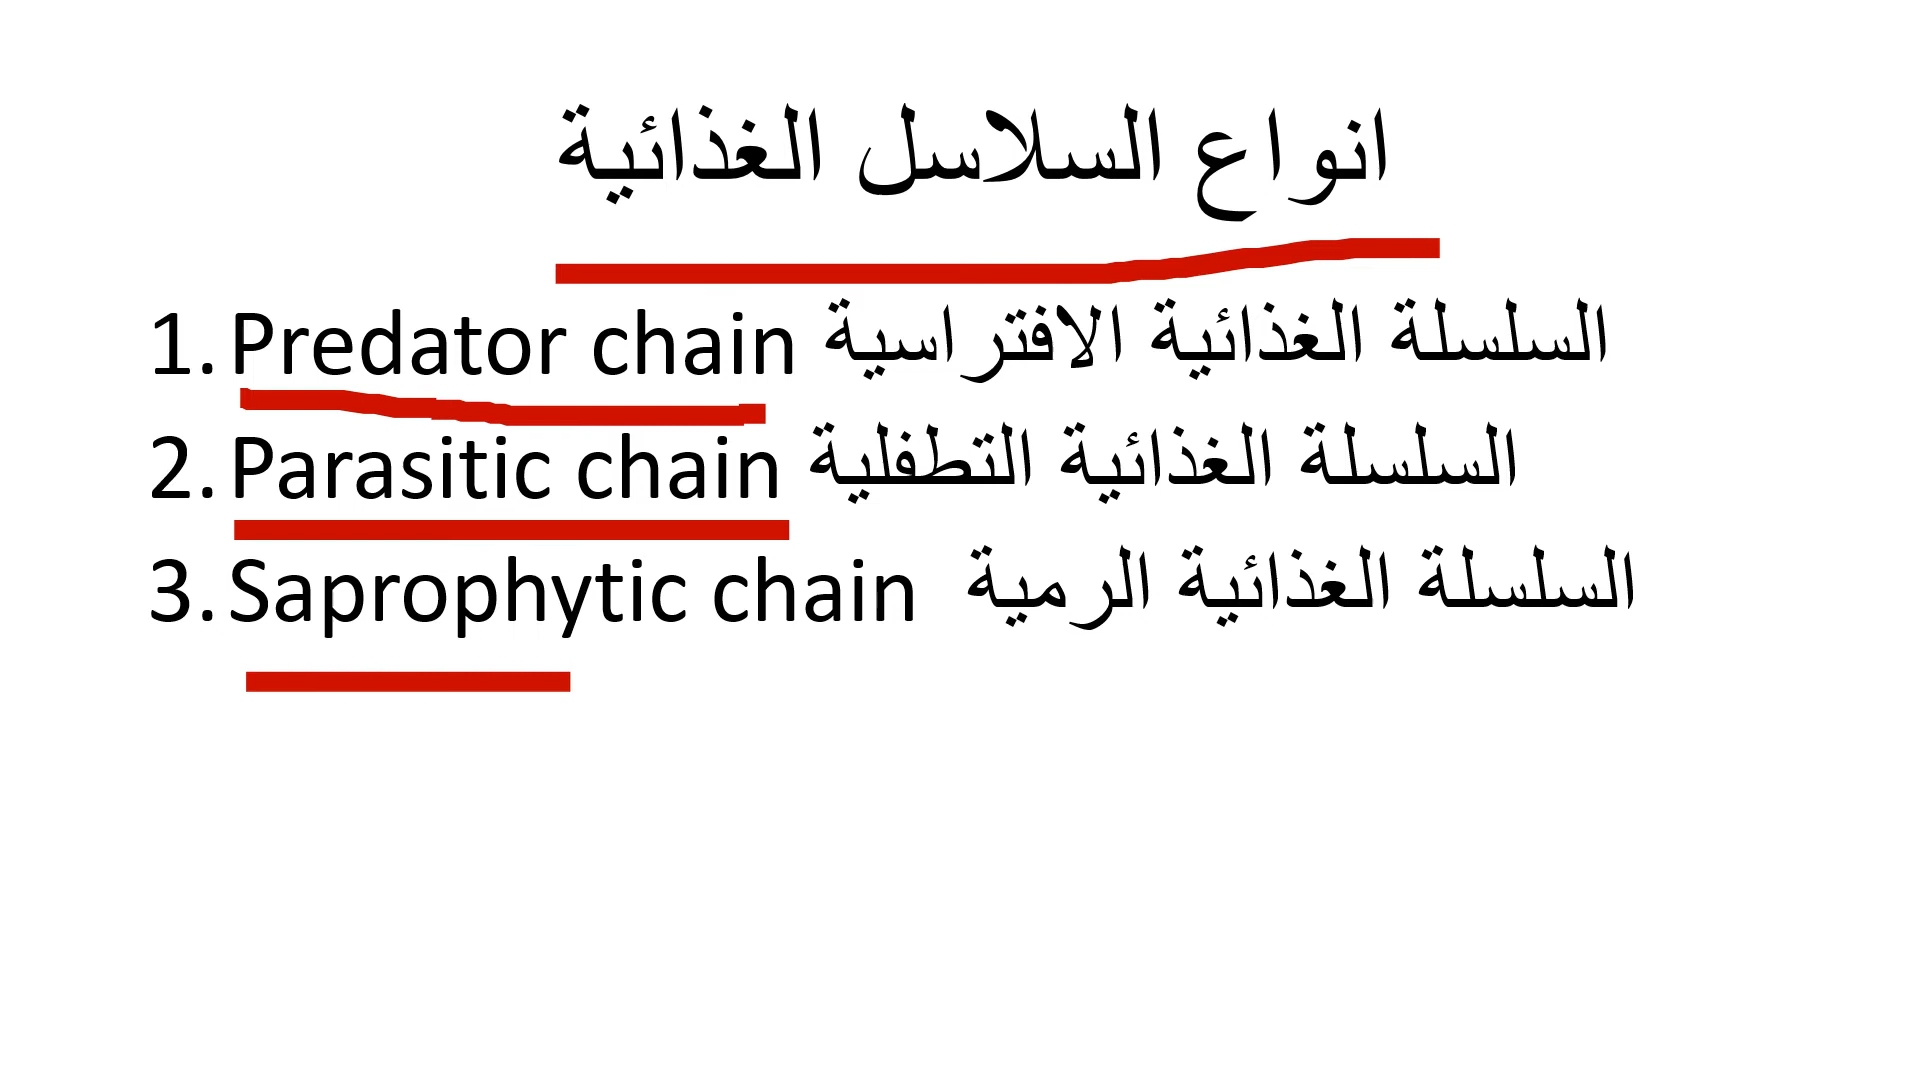 انواع السلاسل الغذائية
1. Predator chain السلسلة الغذائية الافتراسية
2. Parasitic chain السلسلة الغذائية التطفلية
3. Saprophytic chain السلسلة الغذائية الرمية